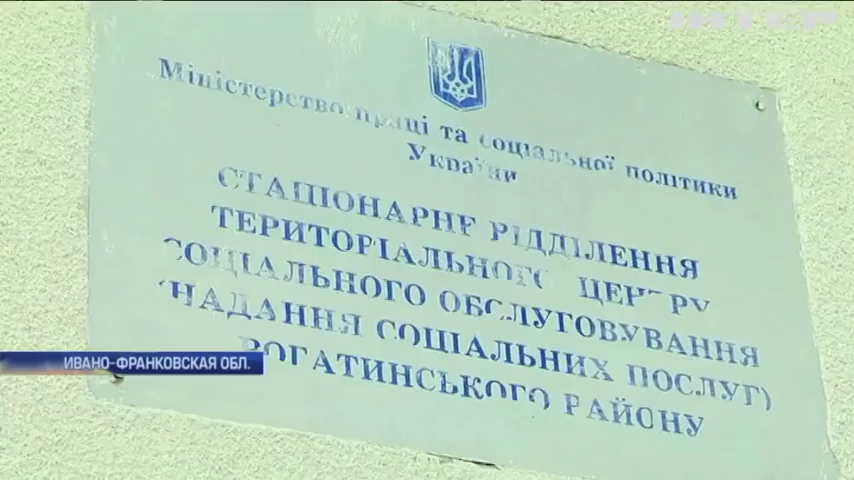 Міністерство праці та соціальної політики
України
СТАЦІОНАРНЕ ВІДДІЛЕННЯ
ТЕРИТОРІАЛЬНОГО ЦЕНТРУ
СОЦІАЛЬНОГО ОБСЛУГОВУВАННЯ
(НАДАННЯ СОЦІАЛЬНИХ ПОСЛУГ)
РОГАТИНСЬКОГО РАЙОНУ
ИВАНО-ФРАНКОВСКАЯ ОБЛ.